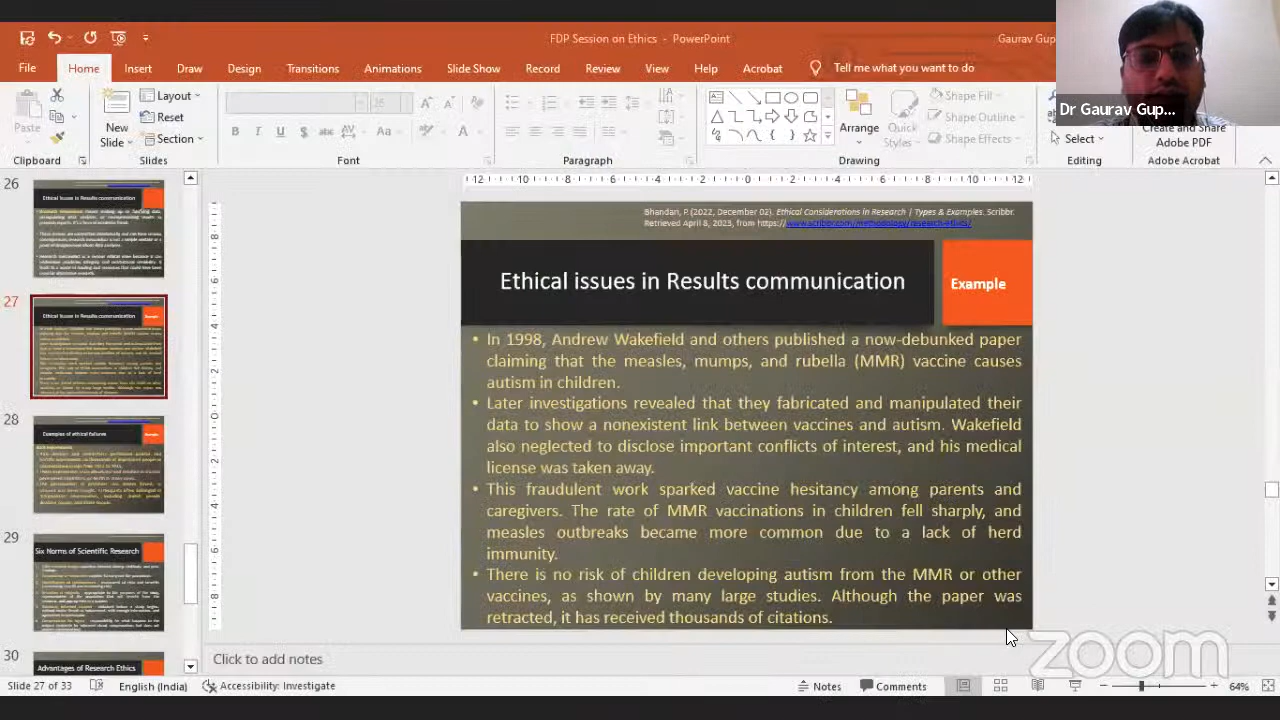 FDP Session on Ethics - PowerPoint
Gaurav Gup
Dr Gaurav Gup...
File Home Insert Draw Design Transitions Animations Slide Show Record Review View Help Acrobat Tell me what you want to do
Paste
New
Slide
Layout
Reset
Section
Arrange
Quick
Styles
Shape Fill
Shape Outline
Shape Effects
Select
Create and Share
Adobe PDF
Clipboard Slides Font Paragraph Drawing Editing Adobe Acrobat
26
Ethical Issues in Results communication
27
Ethical issues in Results communication
Example
28
Examples of ethical failures
Example
29
Six Norms of Scientific Research
30
Advantages of Research Ethics
Bhandari, P. (2022, December 02). Ethical Considerations in Research | Types & Examples. Scribbr.
Retrieved April 8, 2023, from https://www.scribbr.com/methodology/research-ethics/
Ethical issues in Results communication
Example
• In 1998, Andrew Wakefield and others published a now-debunked paper
claiming that the measles, mumps, and rubella (MMR) vaccine causes
autism in children.
• Later investigations revealed that they fabricated and manipulated their
data to show a nonexistent link between vaccines and autism. Wakefield
also neglected to disclose important conflicts of interest, and his medical
license was taken away.
• This fraudulent work sparked vaccine hesitancy among parents and
caregivers. The rate of MMR vaccinations in children fell sharply, and
measles outbreaks became more common due to a lack of herd
immunity.
• There is no risk of children developing autism from the MMR or other
vaccines, as shown by many large studies. Although the paper was
retracted, it has received thousands of citations.
Click to add notes
zoom
Slide 27 of 33 English (India) Accessibility: Investigate Notes Comments 64%